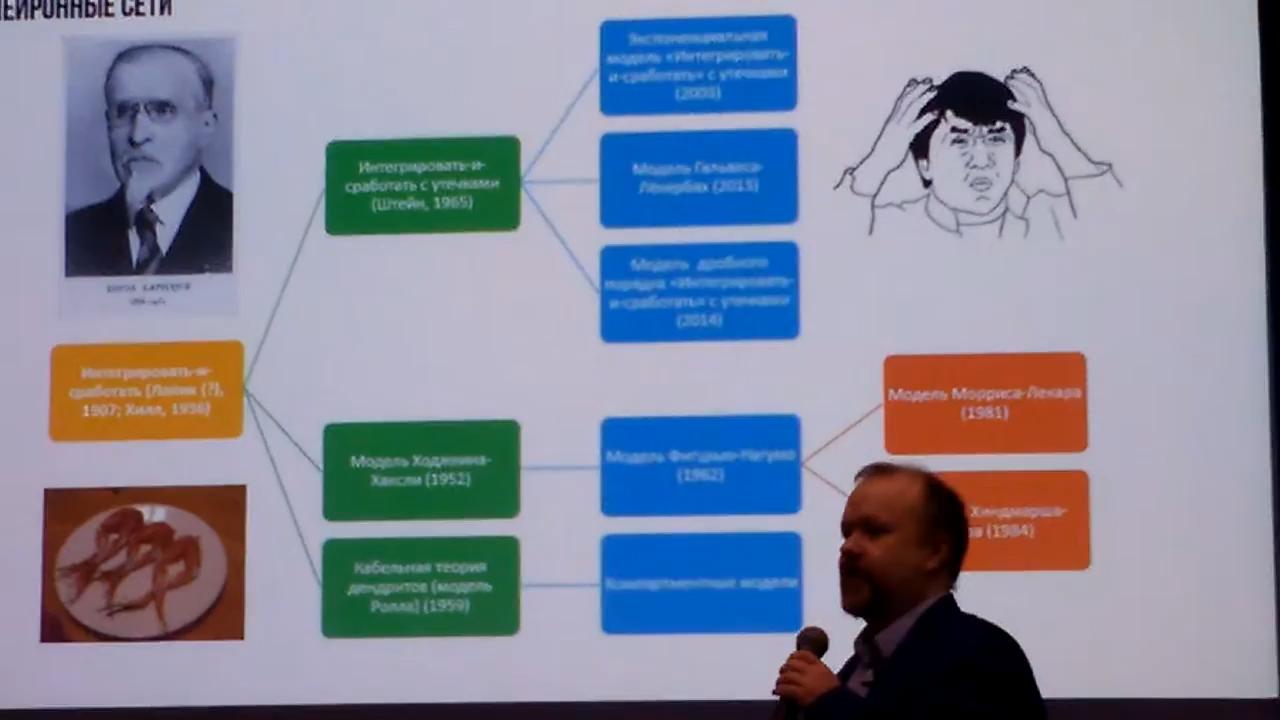 НЕЙРОННЫЕ СЕТИ
Экспоненциальная
модель «Интегрировать-
и-сработать» с утечками
(2003)
Интегрировать-и-
сработать с утечками
(Штейн, 1965)
Модель Гальвеса-
Лёчербах (2013)
Модель дробного
порядка «Интегрировать-
и-сработать» с утечками
(2014)
Интегрировать-и-
сработать (Лапик (?),
1907; Хилл, 1936)
Модель Ходжкина-
Хаксли (1952)
Модель Фитцхью-Нагумо
(1962)
Модель Морриса-Лекара
(1981)
Хиндмарша-
(1984)
Кабельная теория
дендритов (модель
Ролла) (1959)
Компартментные модели